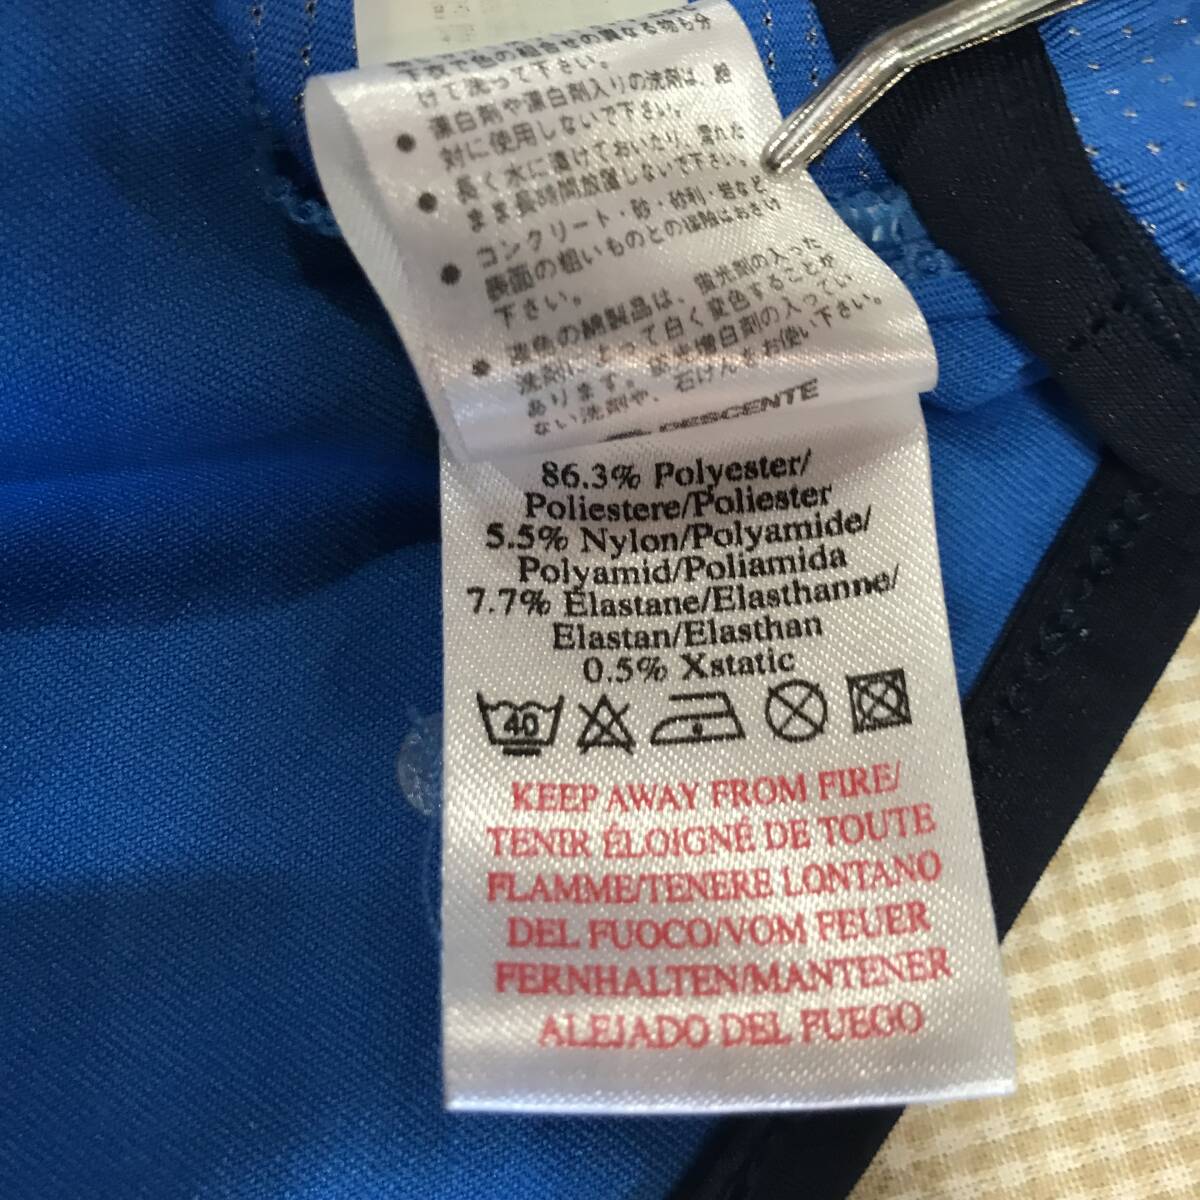 下衣で色の組合せの異なる物も分
けて洗って下さい。
● 漂白剤や漂白剤入りの洗剤は、絶
対に使用しないで下さい。
● 長く水に漬けておいたり、濡れた
まま長時間放置しないで下さい。
● コンクリート・砂・砂利・岩など
表面の粗いものとの接触はおさけ
下さい。
● 淡色の綿製品は、蛍光剤の入った
洗剤によって白く変色することが
あります。蛍光増白剤の入ってい
ない洗剤や、石けんをお使い下さい。
DESCENTE
86.3% Polyester/
Poliestere/Poliester
5.5% Nylon/Polyamide/
Polyamid/Poliamida
7.7% Elastane/Elasthanne/
Elastan/Elasthan
0.5% Xstatic
40
KEEP AWAY FROM FIRE/
TENIR ÉLOIGNÉ DE TOUTE
FLAMME/TENERE LONTANO
DEL FUOCO/VOM FEUER
FERNHALTEN/MANTENER
ALEJADO DEL FUEGO